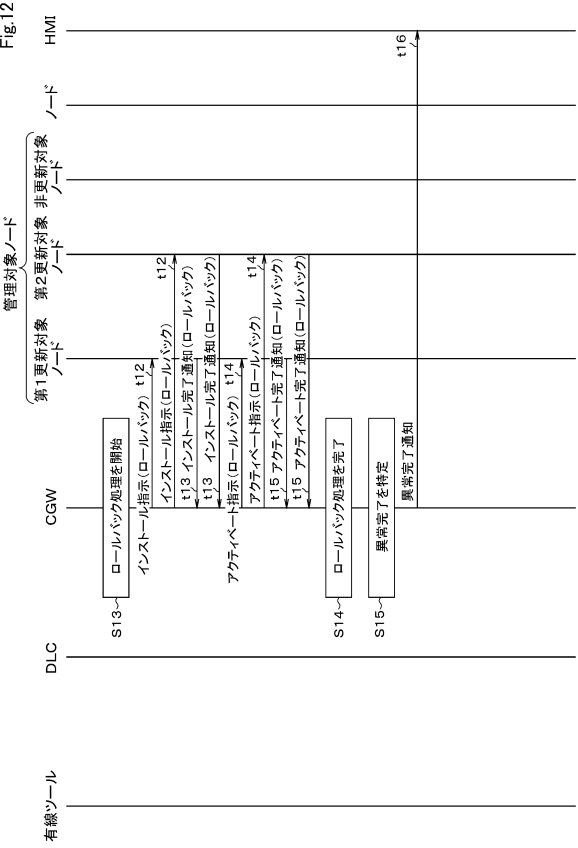 Fig.12
管理対象ノード
有線ツール
DLC
CGW
第1更新対象
ノード
第2更新対象
ノード
非更新対象
ノード
ノード
HMI
S13
ロールバック処理を開始
インストール指示(ロールバック) t12
インストール指示(ロールバック) t12
t13 インストール完了通知(ロールバック)
t13 インストール完了通知(ロールバック)
アクティベート指示(ロールバック) t14
アクティベート指示(ロールバック) t14
t15 アクティベート完了通知(ロールバック)
t15 アクティベート完了通知(ロールバック)
S14
ロールバック処理を完了
S15
異常完了を特定
異常完了通知
t16